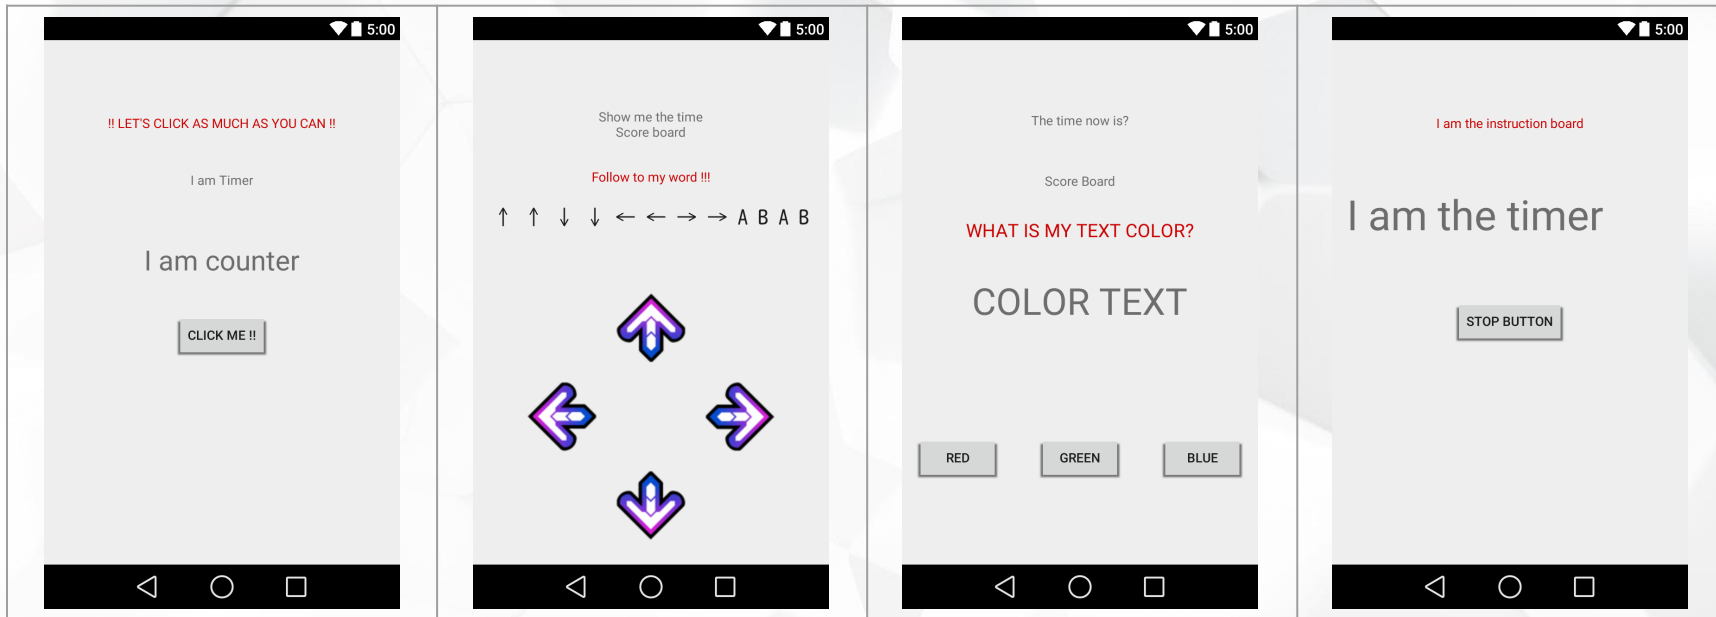 5:00
!! LET'S CLICK AS MUCH AS YOU CAN !!
I am Timer
I am counter
CLICK ME !!
5:00
Show me the time
Score board
Follow to my word !!!
↑ ↑ ↓ ↓ ← ← → → A B A B
5:00
The time now is?
Score Board
WHAT IS MY TEXT COLOR?
COLOR TEXT
RED
GREEN
BLUE
5:00
I am the instruction board
I am the timer
STOP BUTTON